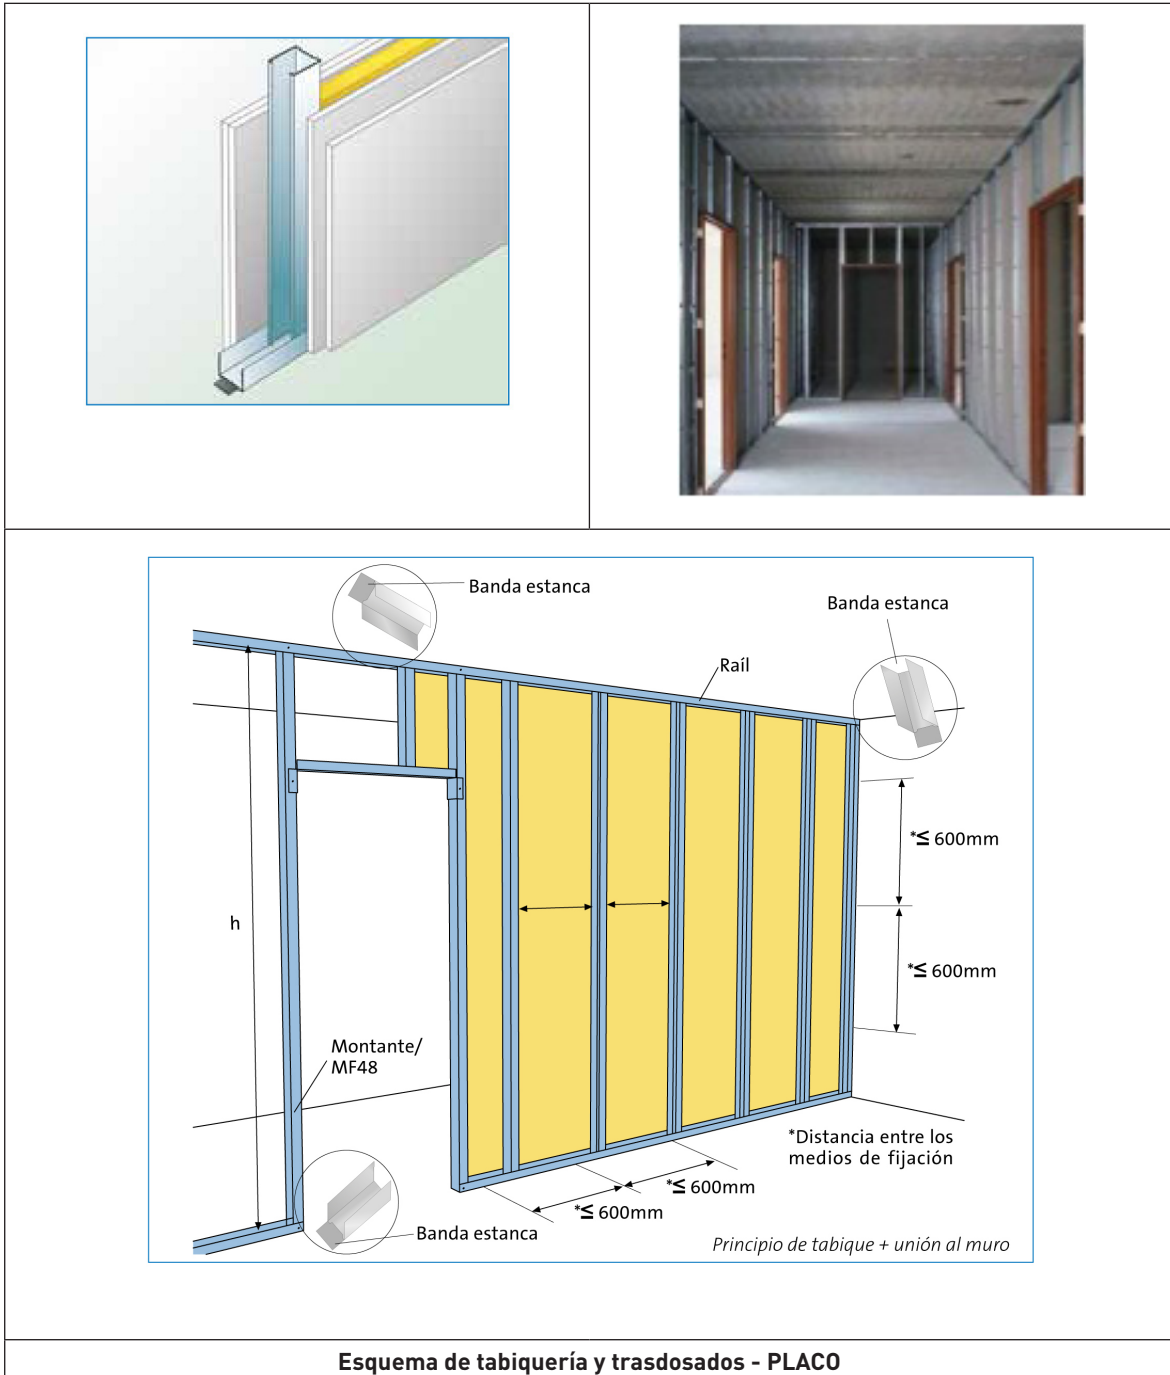 Banda estanca
Banda estanca
Raíl
*≤ 600mm
h
*≤ 600mm
Montante/
MF48
*Distancia entre los
medios de fijación
*≤ 600mm
*≤ 600mm
Banda estanca
Principio de tabique + unión al muro
Esquema de tabiquería y trasdosados - PLACO